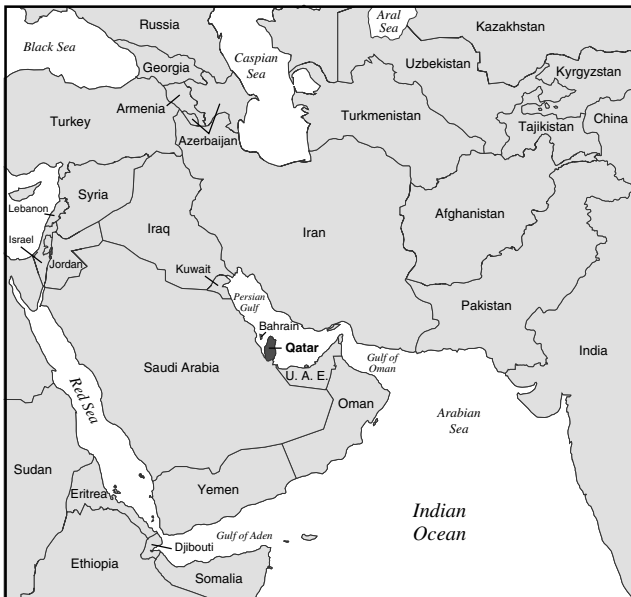 Russia
Aral
Sea
Kazakhstan
Black Sea
Caspian
Sea
Georgia
Uzbekistan
Kyrgyzstan
Armenia
Turkey
Turkmenistan
Tajikistan
China
Azerbaijan
Syria
Lebanon
Afghanistan
Iraq
Iran
Israel
Jordan
Kuwait
Persian
Gulf
Pakistan
Bahrain
Qatar
India
Saudi Arabia
Gulf of
Oman
U. A. E.
Red Sea
Oman
Arabian
Sea
Sudan
Yemen
Eritrea
Indian
Ocean
Gulf of Aden
Djibouti
Ethiopia
Somalia